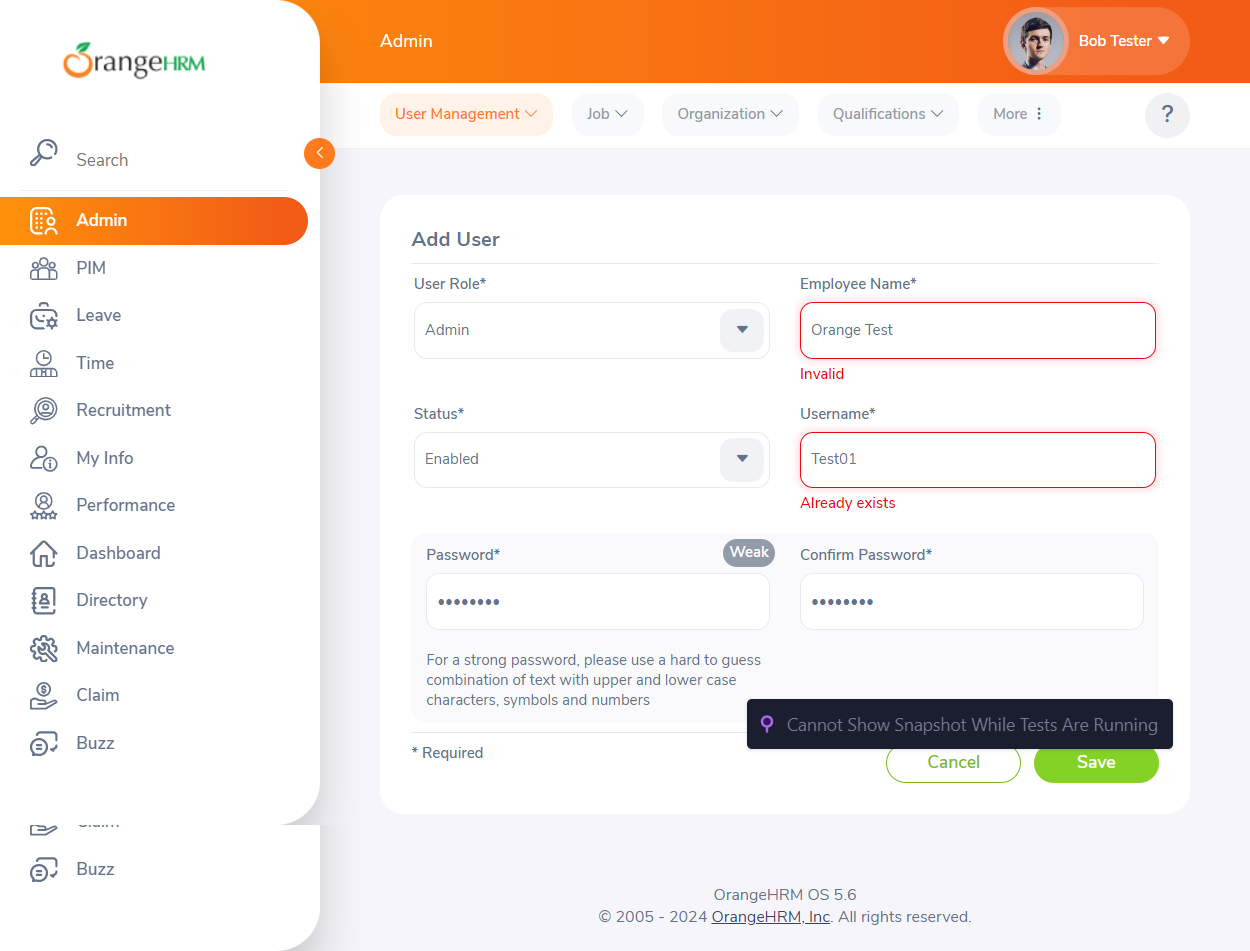 OrangeHRM
Search
Admin
PIM
Leave
Time
Recruitment
My Info
Performance
Dashboard
Directory
Maintenance
Claim
Buzz
Claim
Buzz
Admin
Bob Tester
User Management
Job
Organization
Qualifications
More
?
Add User
User Role*
Employee Name*
Admin
Orange Test
Invalid
Status*
Username*
Enabled
Test01
Already exists
Password*
Weak
Confirm Password*
••••••••
••••••••
For a strong password, please use a hard to guess
combination of text with upper and lower case
characters, symbols and numbers
Cannot Show Snapshot While Tests Are Running
* Required
Cancel
Save
OrangeHRM OS 5.6
© 2005 - 2024 OrangeHRM, Inc. All rights reserved.